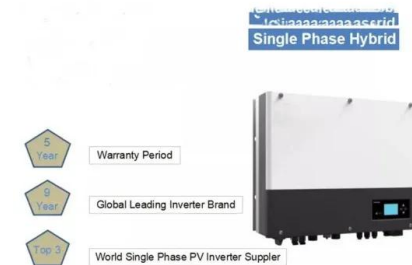 Single Phase Hybrid
5
Year
Warranty Period
9
Year
Global Leading Inverter Brand
Top 3
World Single Phase PV Inverter Suppler